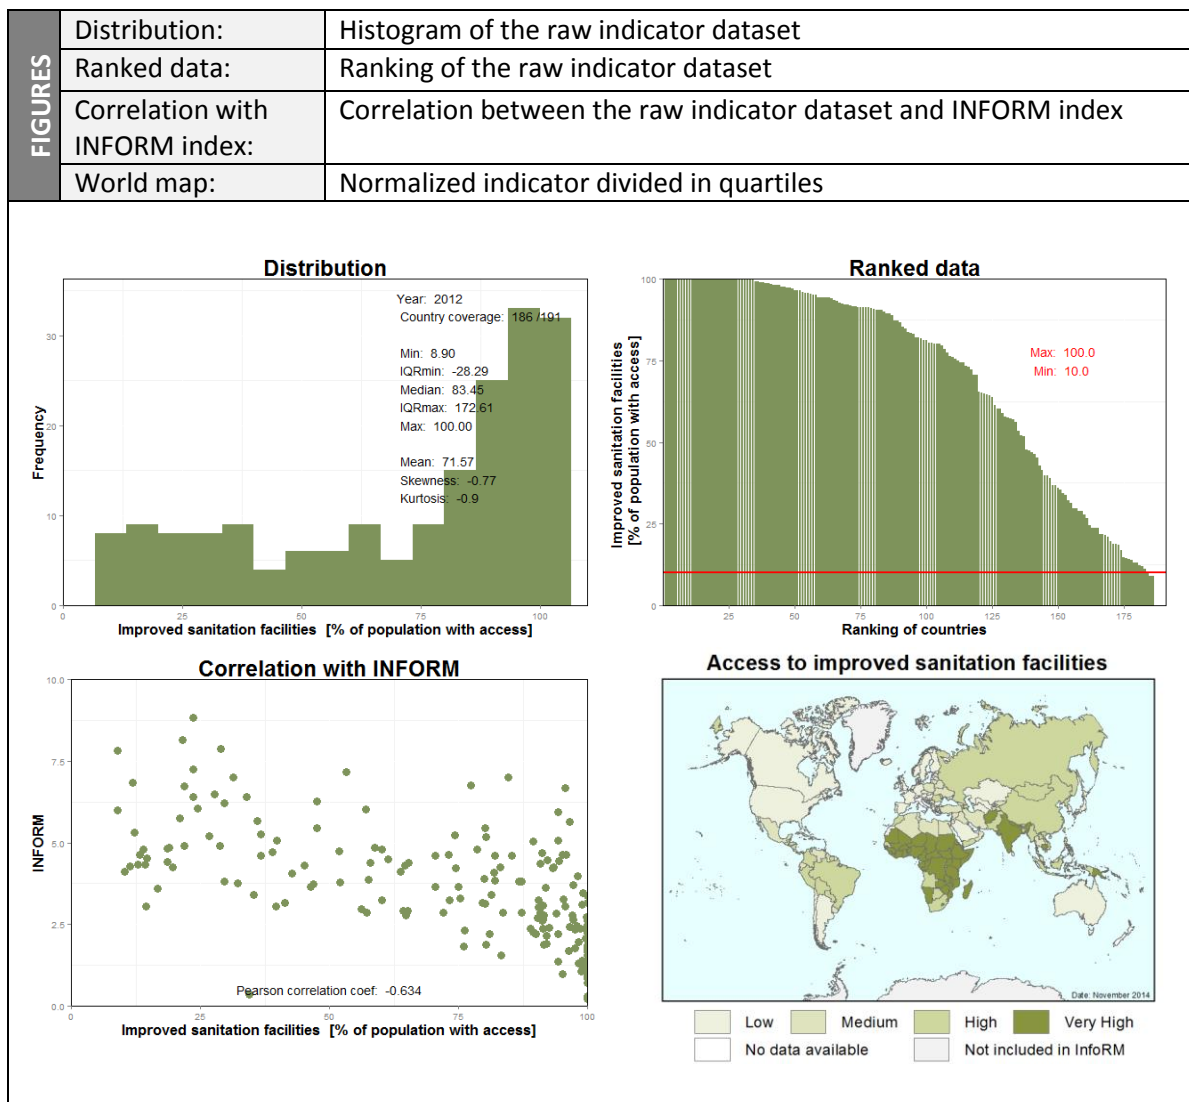 FIGURES
Distribution: Histogram of the raw indicator dataset
Ranked data: Ranking of the raw indicator dataset
Correlation with INFORM index: Correlation between the raw indicator dataset and INFORM index
World map: Normalized indicator divided in quartiles
Distribution
Year: 2012
Country coverage: 186 /191
Min: 8.90
IQRmin: -28.29
Median: 83.45
IQRmax: 172.61
Max: 100.00
Mean: 71.57
Skewness: -0.77
Kurtosis: -0.9
Frequency
30
20
10
0
0 25 50 75 100
Improved sanitation facilities [% of population with access]
Ranked data
Max: 100.0
Min: 10.0
Improved sanitation facilities
[% of population with access]
100
75
50
25
0
25 50 75 100 125 150 175
Ranking of countries
Correlation with INFORM
INFORM
10.0
7.5
5.0
2.5
0.0
Pearson correlation coef: -0.634
0 25 50 75 100
Improved sanitation facilities [% of population with access]
Access to improved sanitation facilities
Date: November 2014
Low Medium High Very High
No data available Not included in InfoRM